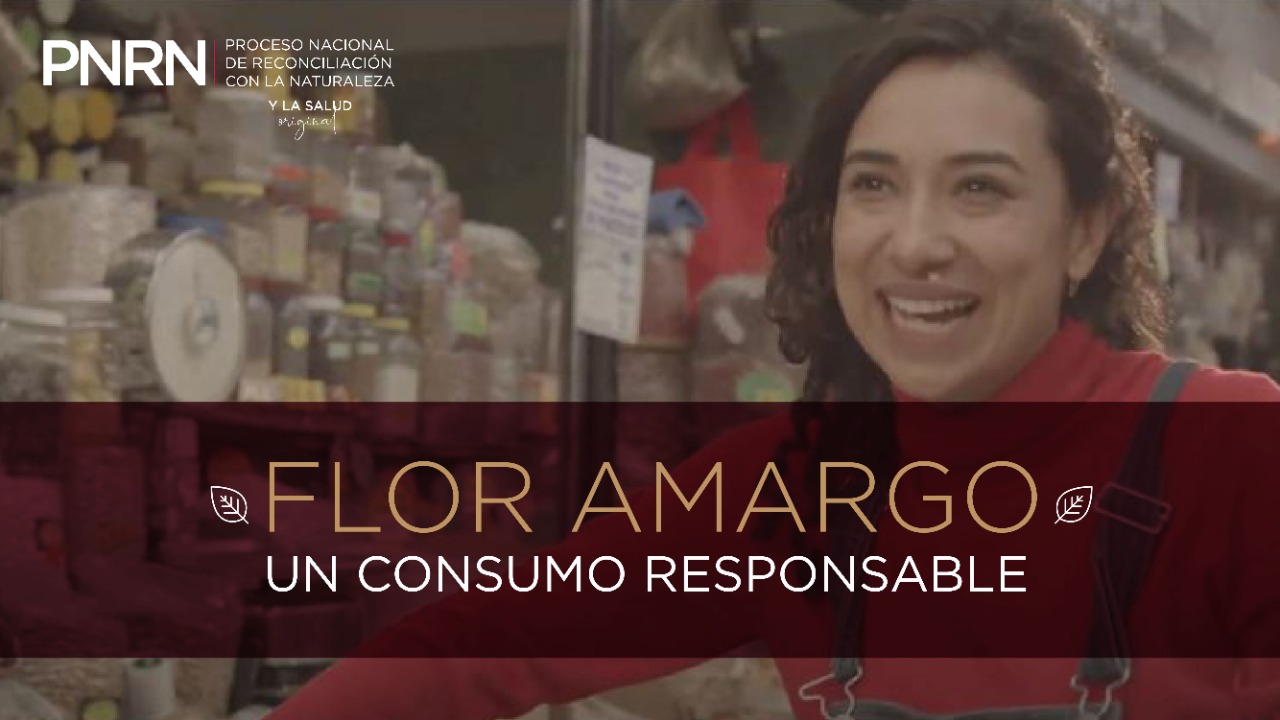 PNRN
PROCESO NACIONAL
DE RECONCILIACIÓN
CON LA NATURALEZA
Y LA SALUD
original
FLOR AMARGO
UN CONSUMO RESPONSABLE